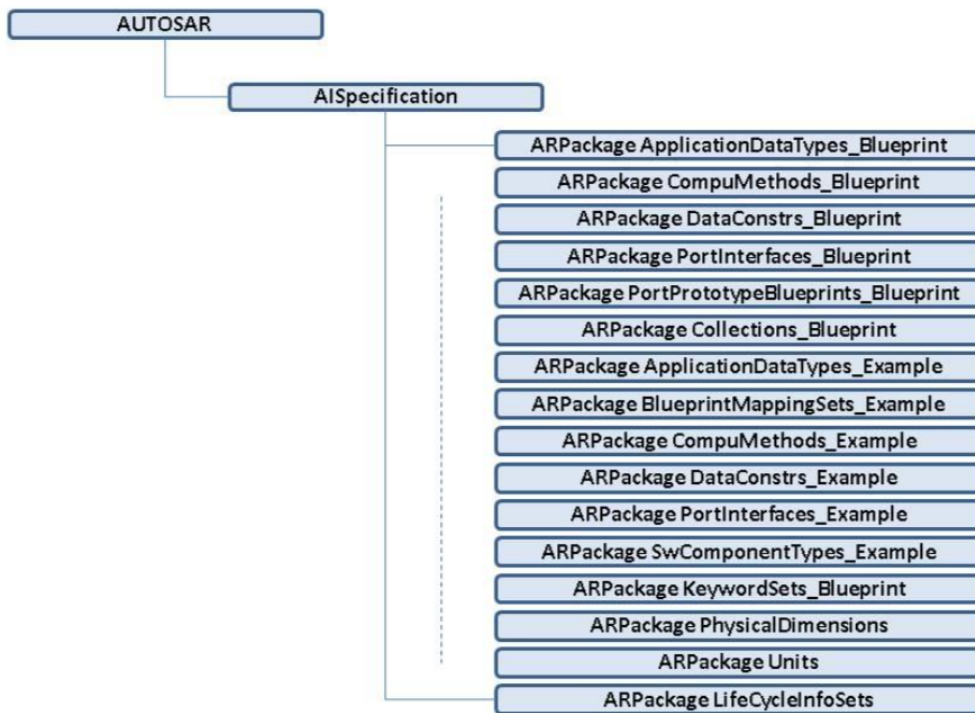 AUTOSAR
AISpecification
ARPackage ApplicationDataTypes_Blueprint
ARPackage CompuMethods_Blueprint
ARPackage DataConstrs_Blueprint
ARPackage PortInterfaces_Blueprint
ARPackage PortPrototypeBlueprints_Blueprint
ARPackage Collections_Blueprint
ARPackage ApplicationDataTypes_Example
ARPackage BlueprintMappingSets_Example
ARPackage CompuMethods_Example
ARPackage DataConstrs_Example
ARPackage PortInterfaces_Example
ARPackage SwComponentTypes_Example
ARPackage KeywordSets_Blueprint
ARPackage PhysicalDimensions
ARPackage Units
ARPackage LifeCycleInfoSets